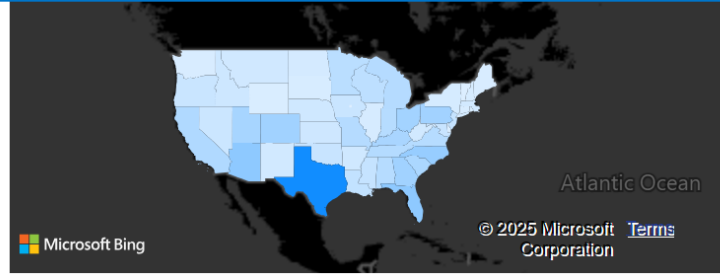 Atlantic Ocean
© 2025 Microsoft Terms
Corporation
Microsoft Bing